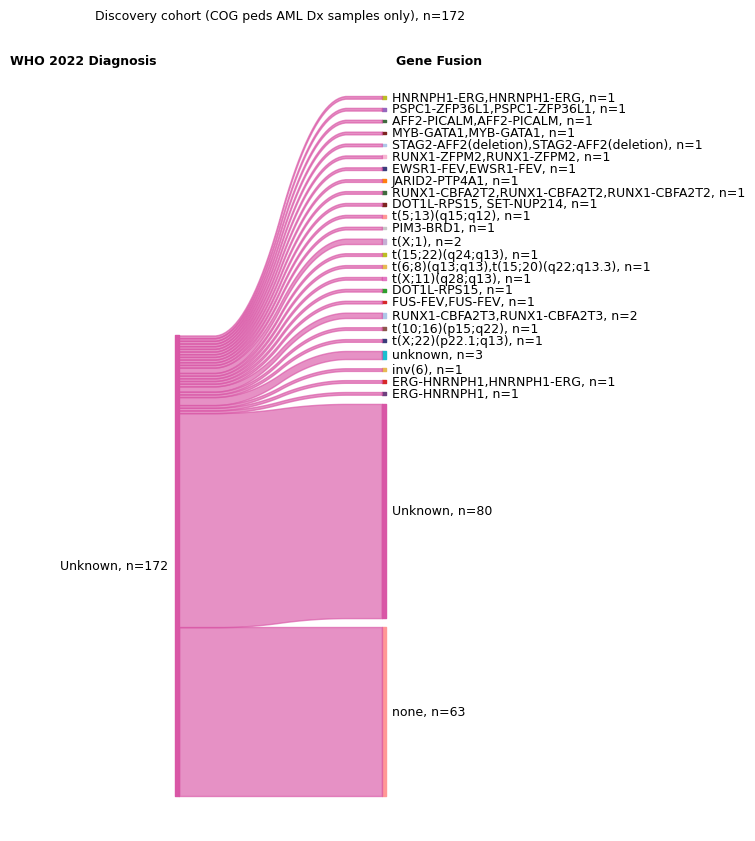 Discovery cohort (COG peds AML Dx samples only), n=172
WHO 2022 Diagnosis
Gene Fusion
HNRNPH1-ERG,HNRNPH1-ERG, n=1
PSPC1-ZFP36L1,PSPC1-ZFP36L1, n=1
AFF2-PICALM,AFF2-PICALM, n=1
MYB-GATA1,MYB-GATA1, n=1
STAG2-AFF2(deletion),STAG2-AFF2(deletion), n=1
RUNX1-ZFPM2,RUNX1-ZFPM2, n=1
EWSR1-FEV,EWSR1-FEV, n=1
JARID2-PTP4A1, n=1
RUNX1-CBFA2T2,RUNX1-CBFA2T2,RUNX1-CBFA2T2, n=1
DOT1L-RPS15, SET-NUP214, n=1
t(5;13)(q15;q12), n=1
PIM3-BRD1, n=1
t(X;1), n=2
t(15;22)(q24;q13), n=1
t(6;8)(q13;q13),t(15;20)(q22;q13.3), n=1
t(X;11)(q28;q13), n=1
DOT1L-RPS15, n=1
FUS-FEV,FUS-FEV, n=1
RUNX1-CBFA2T3,RUNX1-CBFA2T3, n=2
t(10;16)(p15;q22), n=1
t(X;22)(p22.1;q13), n=1
unknown, n=3
inv(6), n=1
ERG-HNRNPH1,HNRNPH1-ERG, n=1
ERG-HNRNPH1, n=1
Unknown, n=80
Unknown, n=172
none, n=63